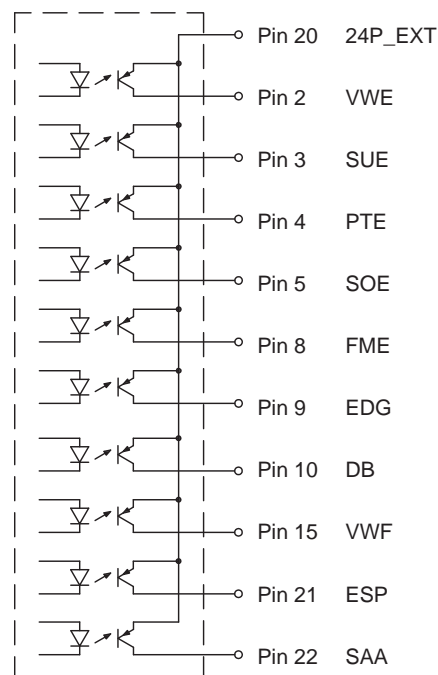 Pin 20 24P_EXT
Pin 2 VWE
Pin 3 SUE
Pin 4 PTE
Pin 5 SOE
Pin 8 FME
Pin 9 EDG
Pin 10 DB
Pin 15 VWF
Pin 21 ESP
Pin 22 SAA